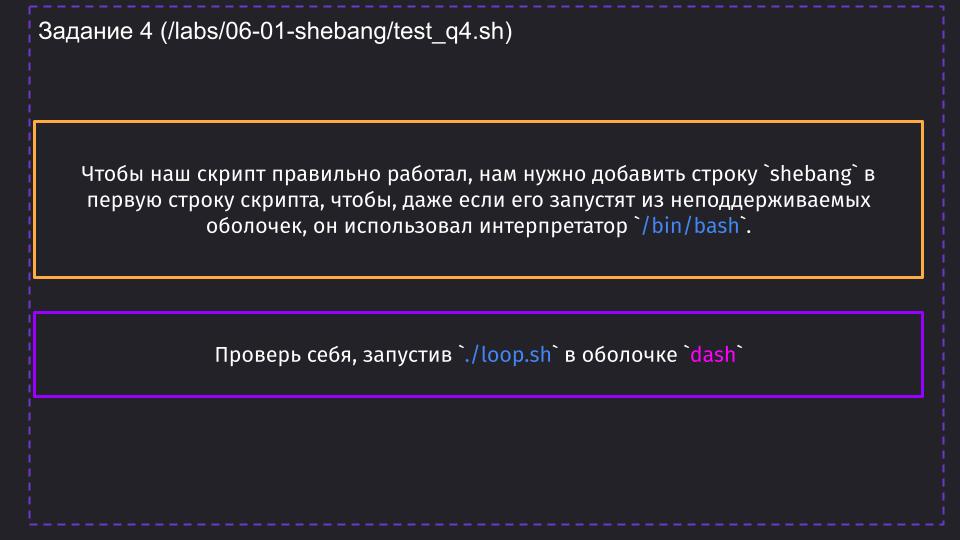 Задание 4 (/labs/06-01-shebang/test_q4.sh)
Чтобы наш скрипт правильно работал, нам нужно добавить строку `shebang` в
первую строку скрипта, чтобы, даже если его запустят из неподдерживаемых
оболочек, он использовал интерпретатор `/bin/bash`.
Проверь себя, запустив `./loop.sh` в оболочке `dash`